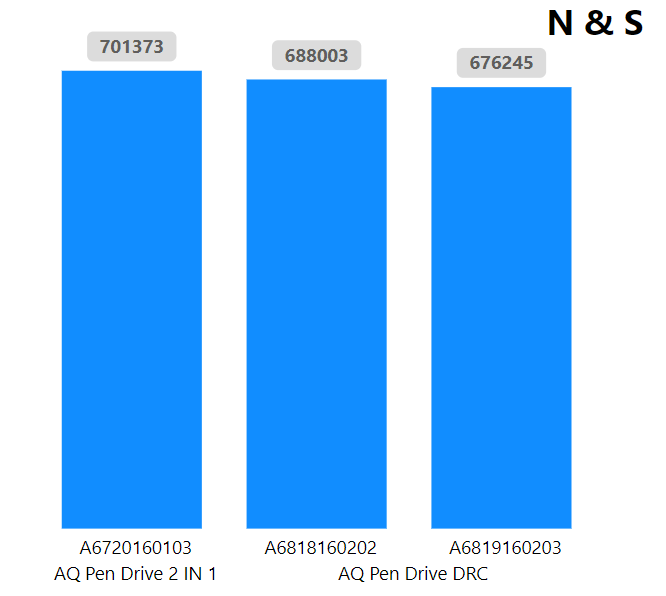 N & S
701373
688003
676245
A6720160103
A6818160202
A6819160203
AQ Pen Drive 2 IN 1
AQ Pen Drive DRC